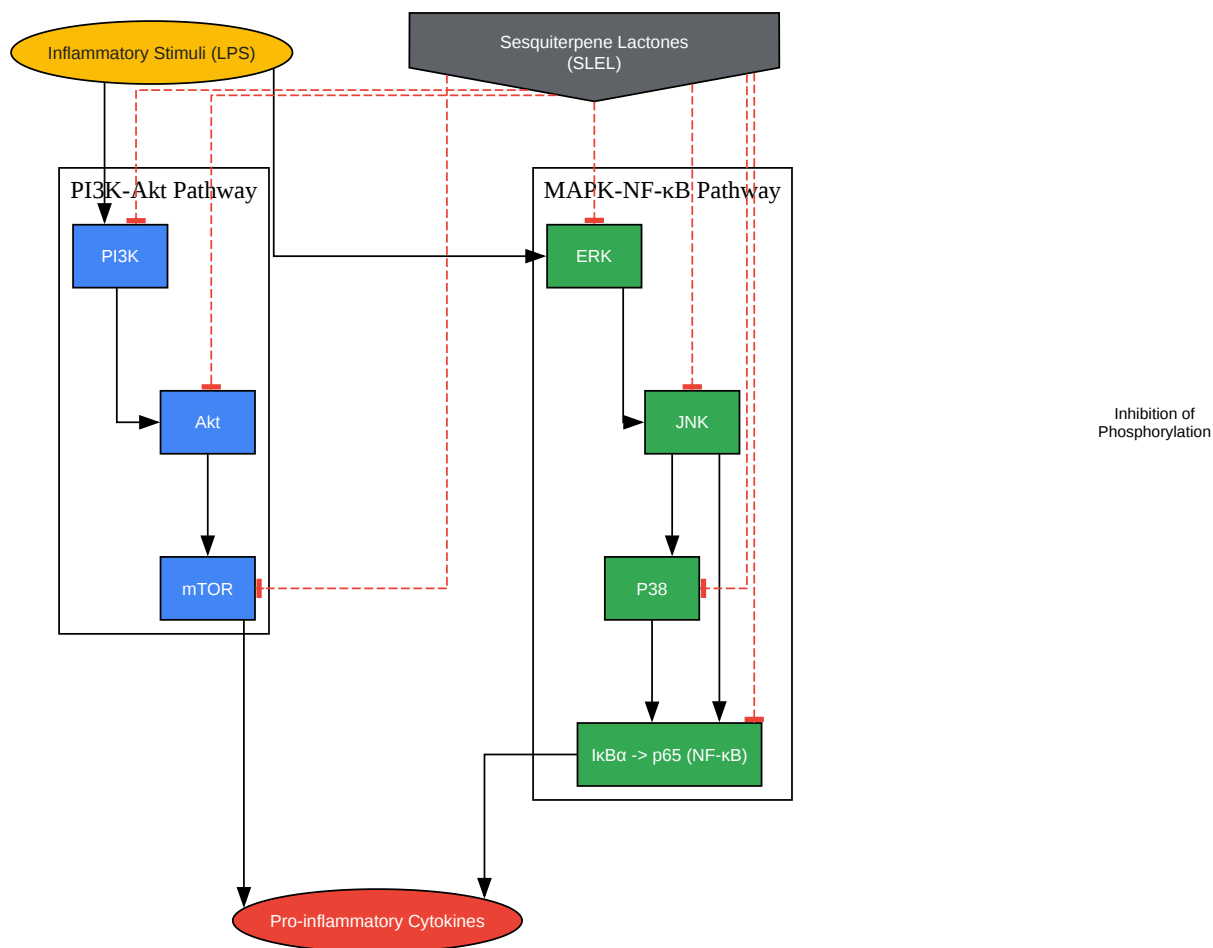 Inflammatory Stimuli (LPS)
Sesquiterpene Lactones
(SLEL)
PI3K-Akt Pathway
MAPK-NF-κB Pathway
PI3K
ERK
Akt
JNK
Inhibition of
Phosphorylation
mTOR
P38
IκBα -> p65 (NF-κB)
Pro-inflammatory Cytokines